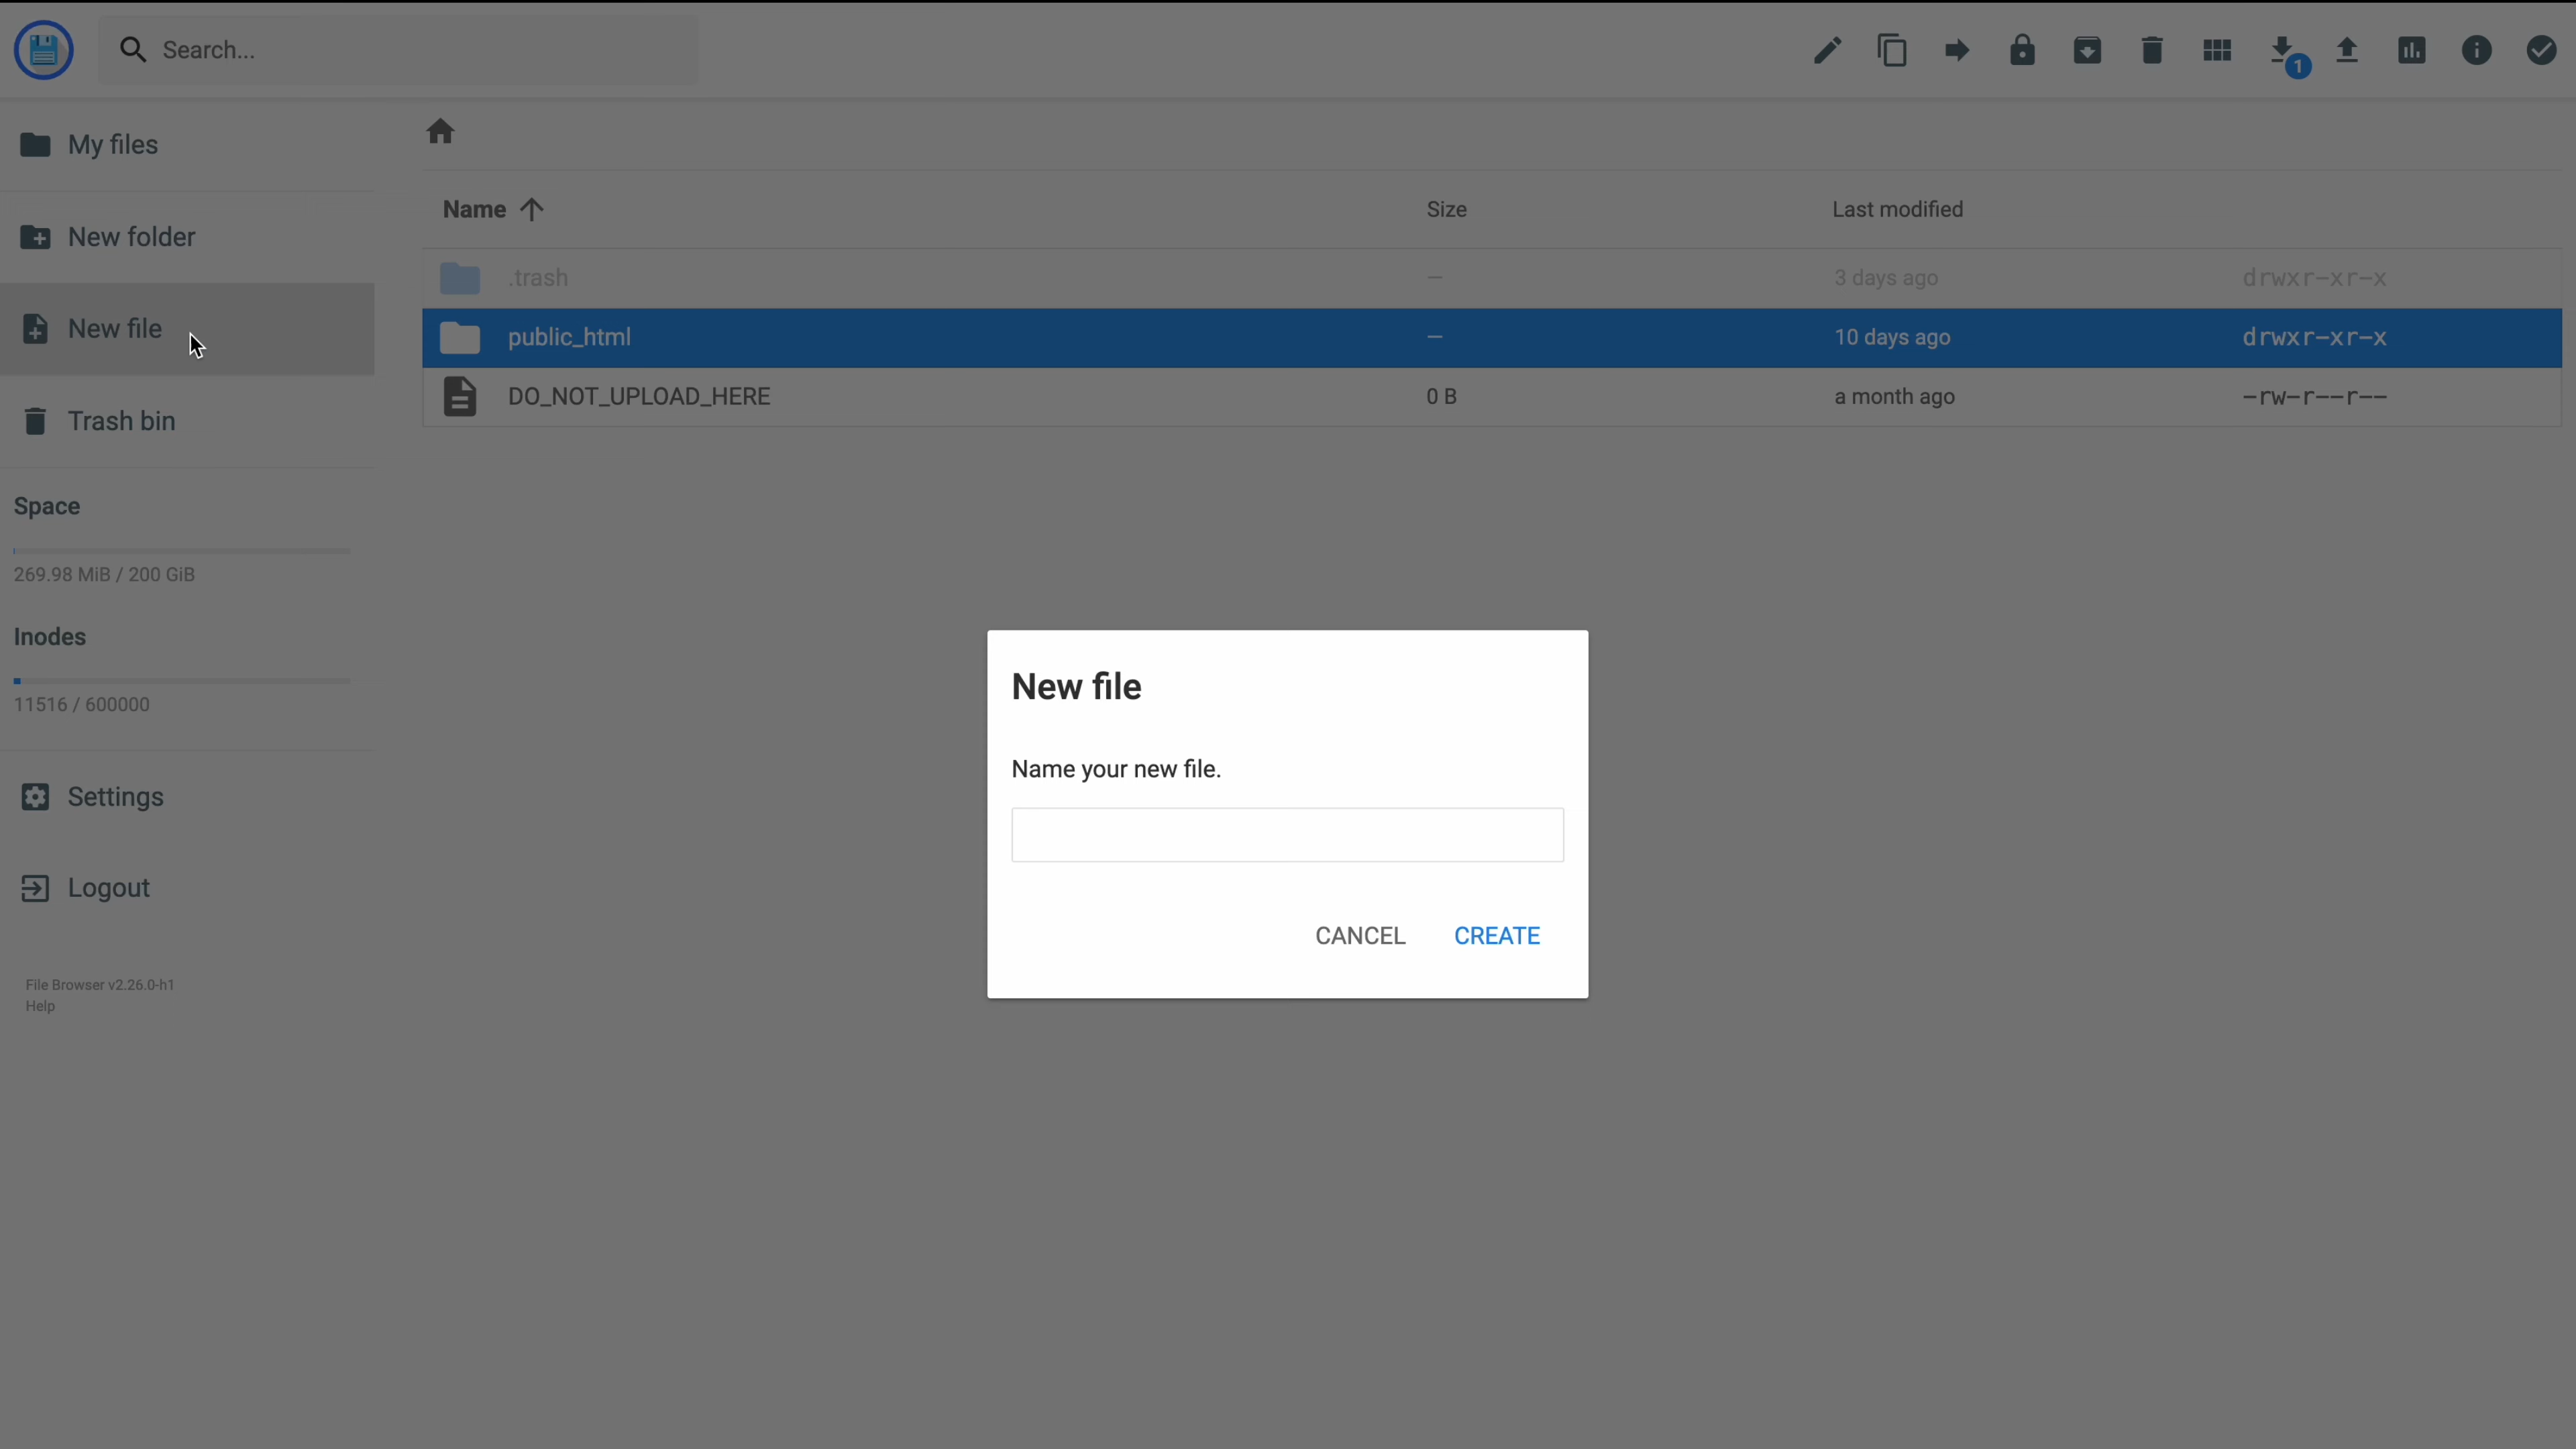 Search...
1
My files
New folder
New file
Trash bin
Space
269.98 MiB / 200 GiB
Inodes
11516 / 600000
Settings
Logout
File Browser v2.26.0-h1
Help
Name Size Last modified
.trash — 3 days ago drwxr-xr-x
public_html — 10 days ago drwxr-xr-x
DO_NOT_UPLOAD_HERE 0 B a month ago -rw-r--r--
New file
Name your new file.
CANCEL CREATE